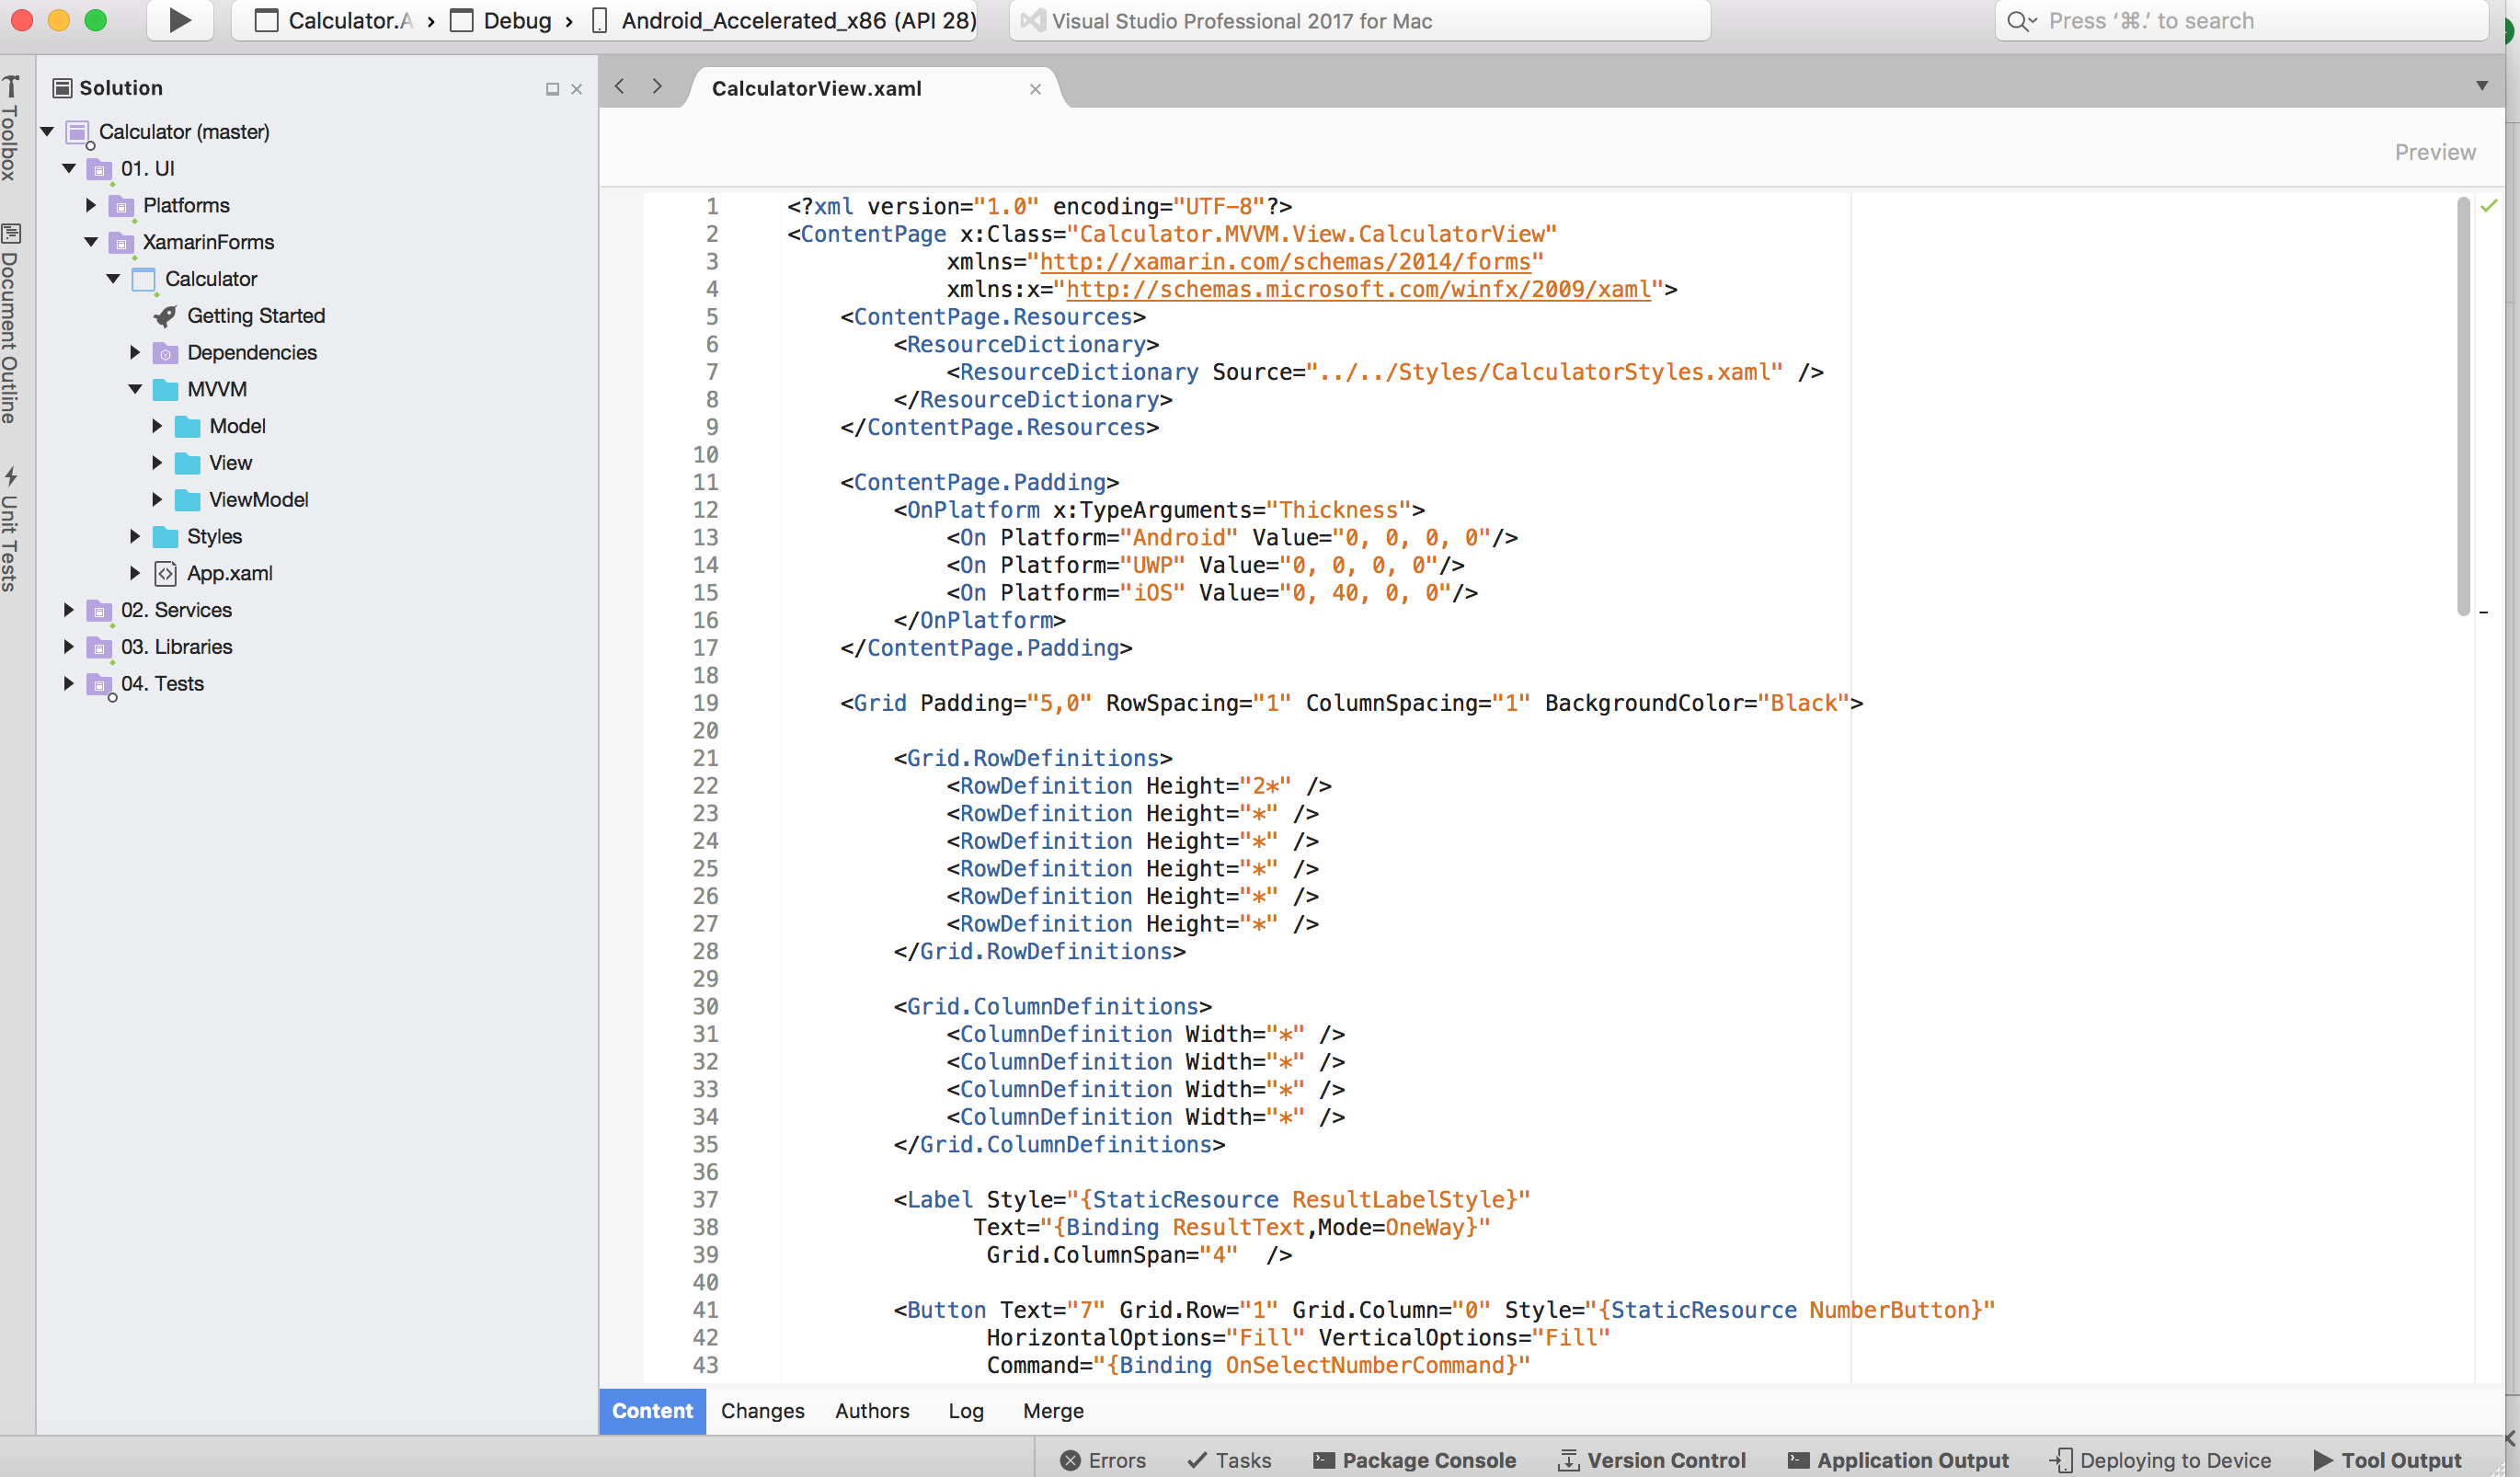 Calculator.A › Debug › Android_Accelerated_x86 (API 28)
Visual Studio Professional 2017 for Mac
Press ‘⌘.’ to search
Toolbox
Document Outline
Unit Tests
Solution
Calculator (master)
01. UI
Platforms
XamarinForms
Calculator
Getting Started
Dependencies
MVVM
Model
View
ViewModel
Styles
App.xaml
02. Services
03. Libraries
04. Tests
CalculatorView.xaml
Preview
1 <?xml version="1.0" encoding="UTF-8"?>
2 <ContentPage x:Class="Calculator.MVVM.View.CalculatorView"
3 xmlns="http://xamarin.com/schemas/2014/forms"
4 xmlns:x="http://schemas.microsoft.com/winfx/2009/xaml">
5 <ContentPage.Resources>
6 <ResourceDictionary>
7 <ResourceDictionary Source="../../Styles/CalculatorStyles.xaml" />
8 </ResourceDictionary>
9 </ContentPage.Resources>
10
11 <ContentPage.Padding>
12 <OnPlatform x:TypeArguments="Thickness">
13 <On Platform="Android" Value="0, 0, 0, 0"/>
14 <On Platform="UWP" Value="0, 0, 0, 0"/>
15 <On Platform="iOS" Value="0, 40, 0, 0"/>
16 </OnPlatform>
17 </ContentPage.Padding>
18
19 <Grid Padding="5,0" RowSpacing="1" ColumnSpacing="1" BackgroundColor="Black">
20
21 <Grid.RowDefinitions>
22 <RowDefinition Height="2*" />
23 <RowDefinition Height="*" />
24 <RowDefinition Height="*" />
25 <RowDefinition Height="*" />
26 <RowDefinition Height="*" />
27 <RowDefinition Height="*" />
28 </Grid.RowDefinitions>
29
30 <Grid.ColumnDefinitions>
31 <ColumnDefinition Width="*" />
32 <ColumnDefinition Width="*" />
33 <ColumnDefinition Width="*" />
34 <ColumnDefinition Width="*" />
35 </Grid.ColumnDefinitions>
36
37 <Label Style="{StaticResource ResultLabelStyle}"
38 Text="{Binding ResultText,Mode=OneWay}"
39 Grid.ColumnSpan="4" />
40
41 <Button Text="7" Grid.Row="1" Grid.Column="0" Style="{StaticResource NumberButton}"
42 HorizontalOptions="Fill" VerticalOptions="Fill"
43 Command="{Binding OnSelectNumberCommand}"
Content Changes Authors Log Merge
Errors Tasks Package Console Version Control Application Output Deploying to Device Tool Output